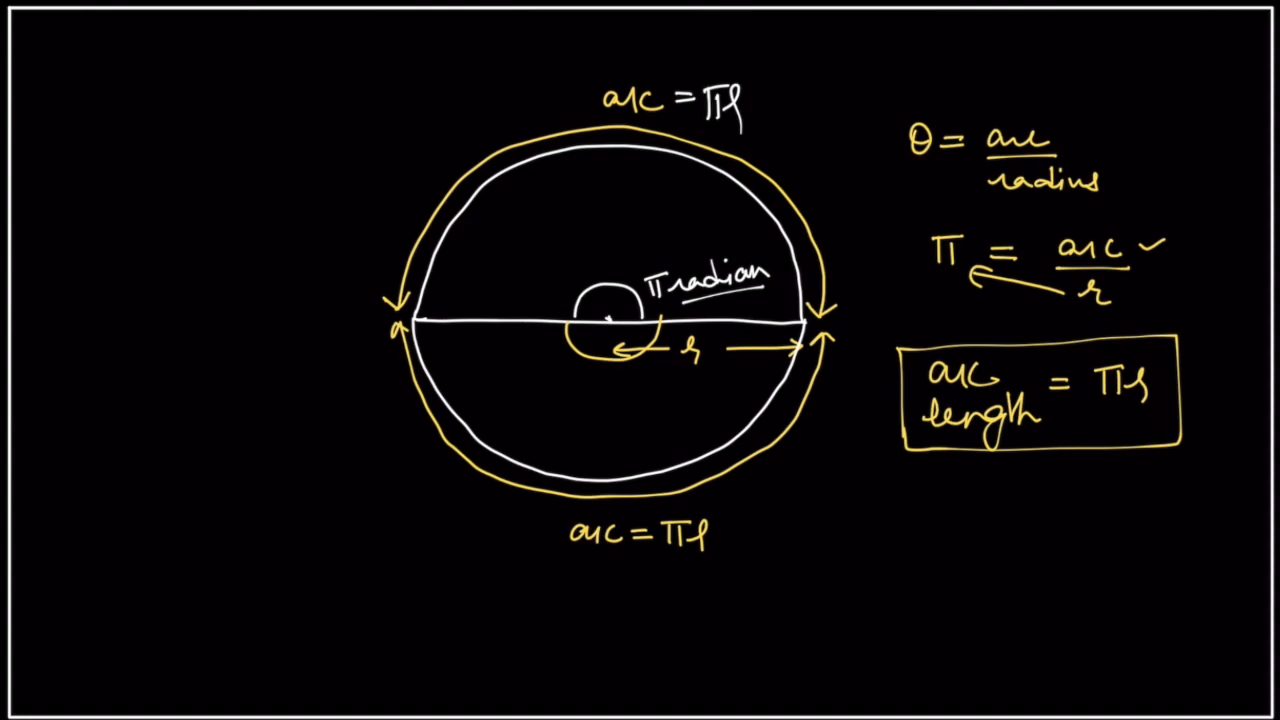 arc = πr
θ = arc / radius
π radian
π = arc / r
r
arc length = πr
arc = πr